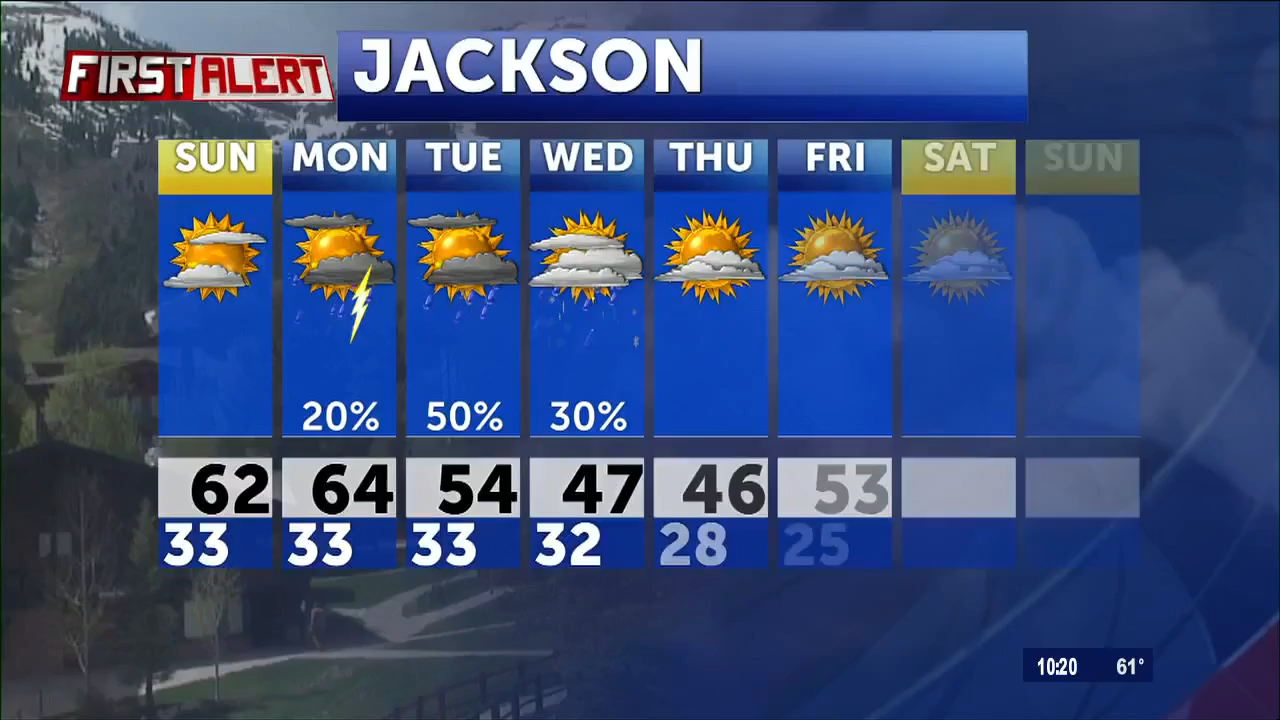 FIRST ALERT
JACKSON
SUN MON TUE WED THU FRI SAT SUN
20% 50% 30%
62 64 54 47 46 53
33 33 33 32 28 25
10:20 61°